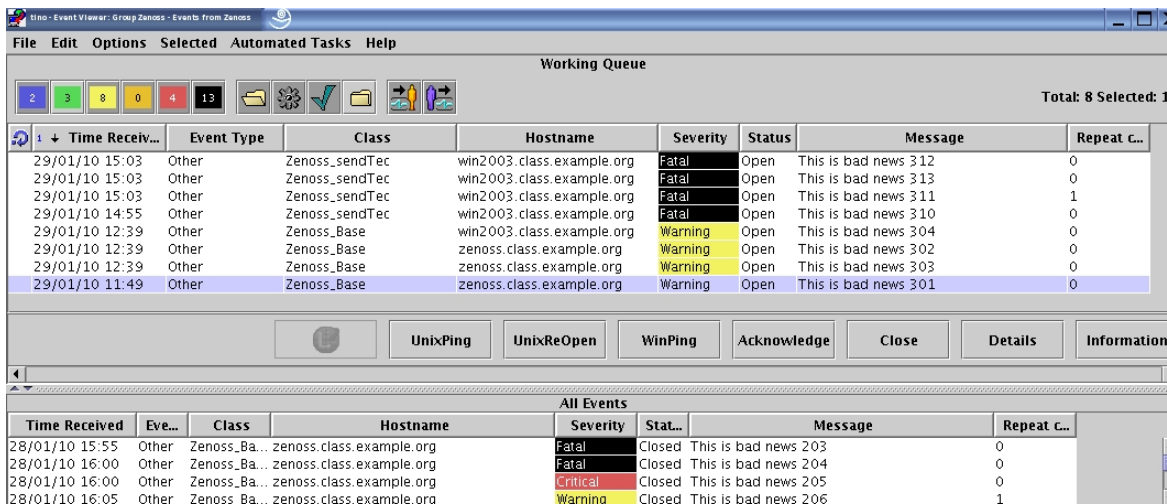 tino - Event Viewer: Group Zenoss - Events from Zenoss
File Edit Options Selected Automated Tasks Help
Working Queue
2 3 8 0 4 13 Total: 8 Selected: 1
1 Time Receiv... Event Type Class Hostname Severity Status Message Repeat c...
29/01/10 15:03 Other Zenoss_sendTec win2003.class.example.org Fatal Open This is bad news 312 0
29/01/10 15:03 Other Zenoss_sendTec win2003.class.example.org Fatal Open This is bad news 313 0
29/01/10 15:03 Other Zenoss_sendTec win2003.class.example.org Fatal Open This is bad news 311 1
29/01/10 14:55 Other Zenoss_sendTec win2003.class.example.org Fatal Open This is bad news 310 0
29/01/10 12:39 Other Zenoss_Base win2003.class.example.org Warning Open This is bad news 304 0
29/01/10 12:39 Other Zenoss_Base zenoss.class.example.org Warning Open This is bad news 302 0
29/01/10 12:39 Other Zenoss_Base zenoss.class.example.org Warning Open This is bad news 303 0
29/01/10 11:49 Other Zenoss_Base zenoss.class.example.org Warning Open This is bad news 301 0
UnixPing UnixReOpen WinPing Acknowledge Close Details Information
All Events
Time Received Eve... Class Hostname Severity Stat... Message Repeat c...
28/01/10 15:55 Other Zenoss_Ba... zenoss.class.example.org Fatal Closed This is bad news 203 0
28/01/10 16:00 Other Zenoss_Ba... zenoss.class.example.org Fatal Closed This is bad news 204 0
28/01/10 16:00 Other Zenoss_Ba... zenoss.class.example.org Critical Closed This is bad news 205 0
28/01/10 16:05 Other Zenoss_Ba... zenoss.class.example.org Warning Closed This is bad news 206 1